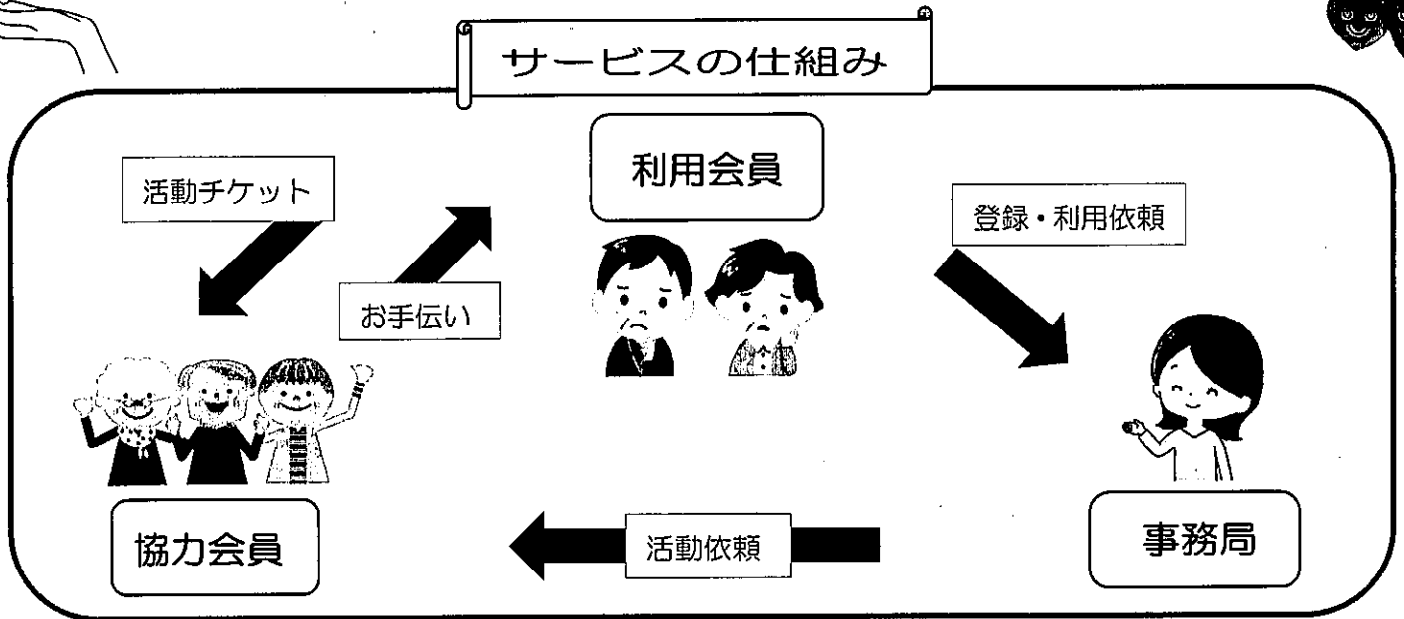 サービスの仕組み
利用会員
活動チケット
登録・利用依頼
お手伝い
協力会員
活動依頼
事務局